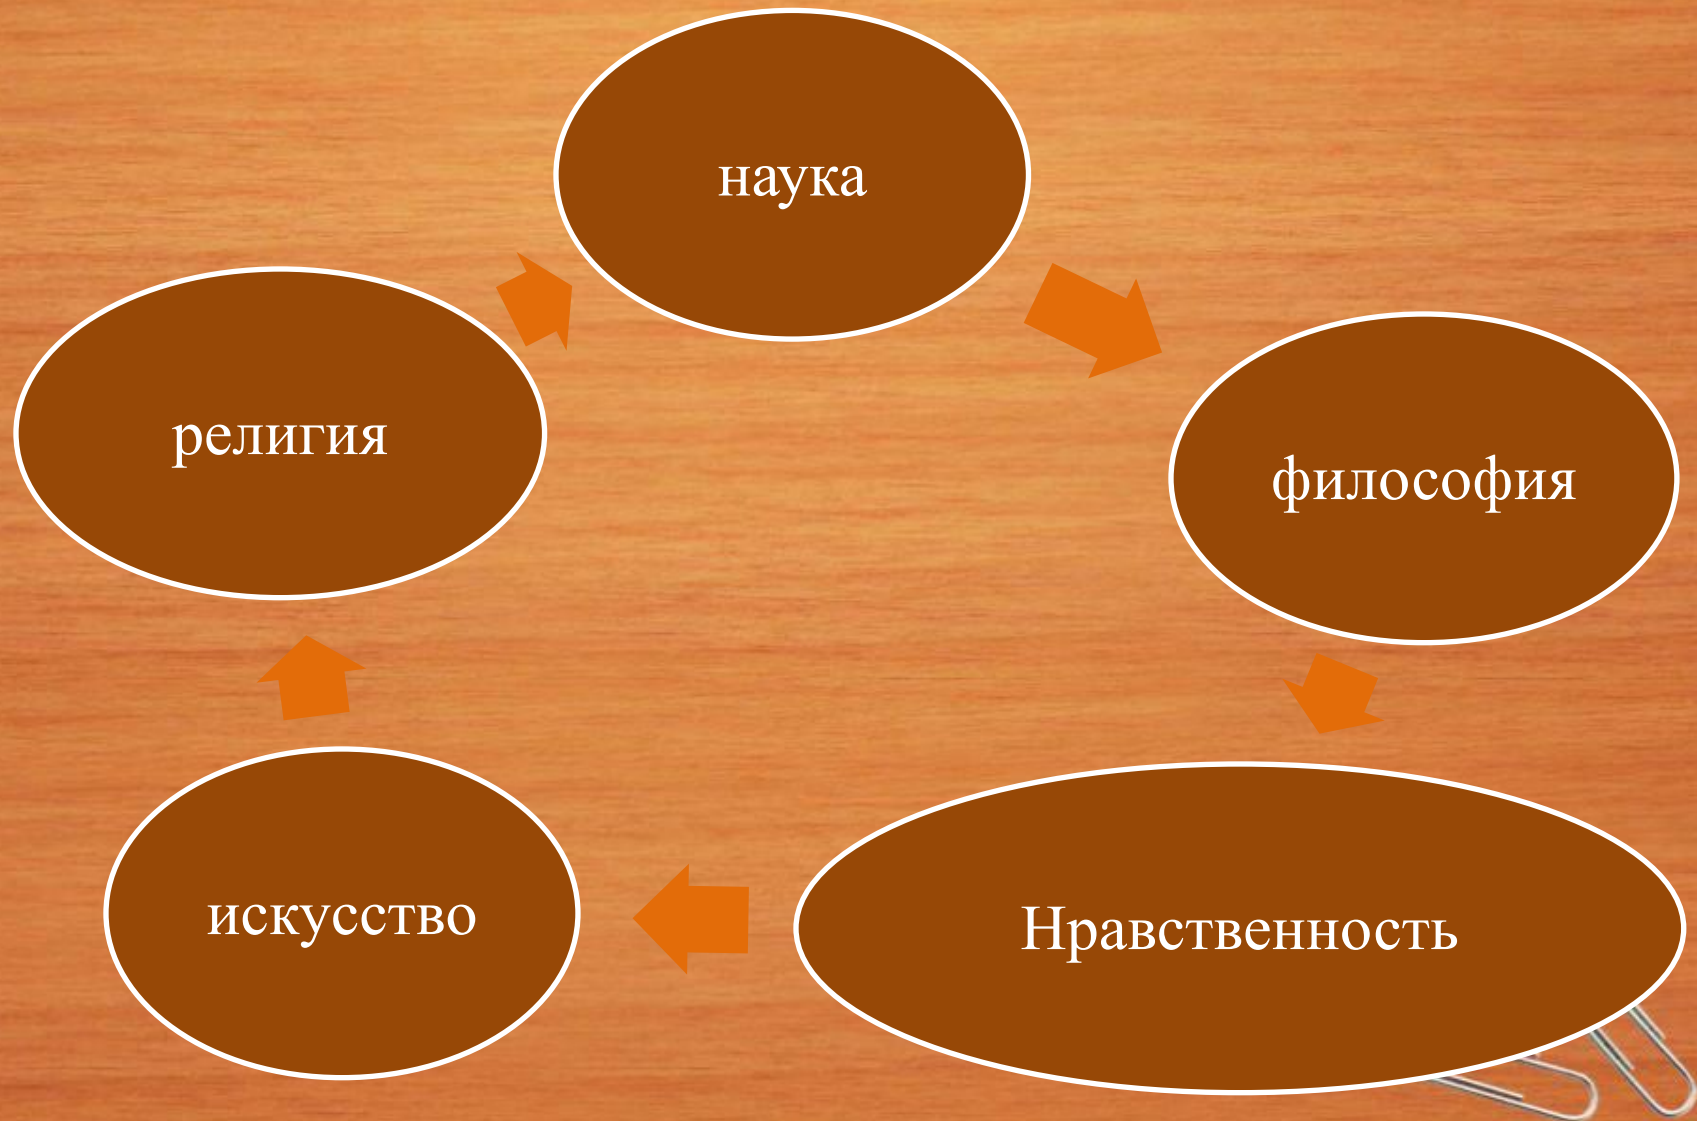 наука
философия
Нравственность
искусство
религия